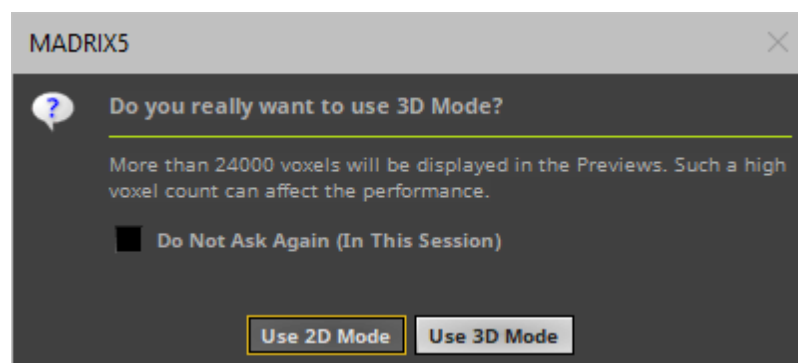 MADRIX5
Do you really want to use 3D Mode?
More than 24000 voxels will be displayed in the Previews. Such a high
voxel count can affect the performance.
Do Not Ask Again (In This Session)
Use 2D Mode Use 3D Mode